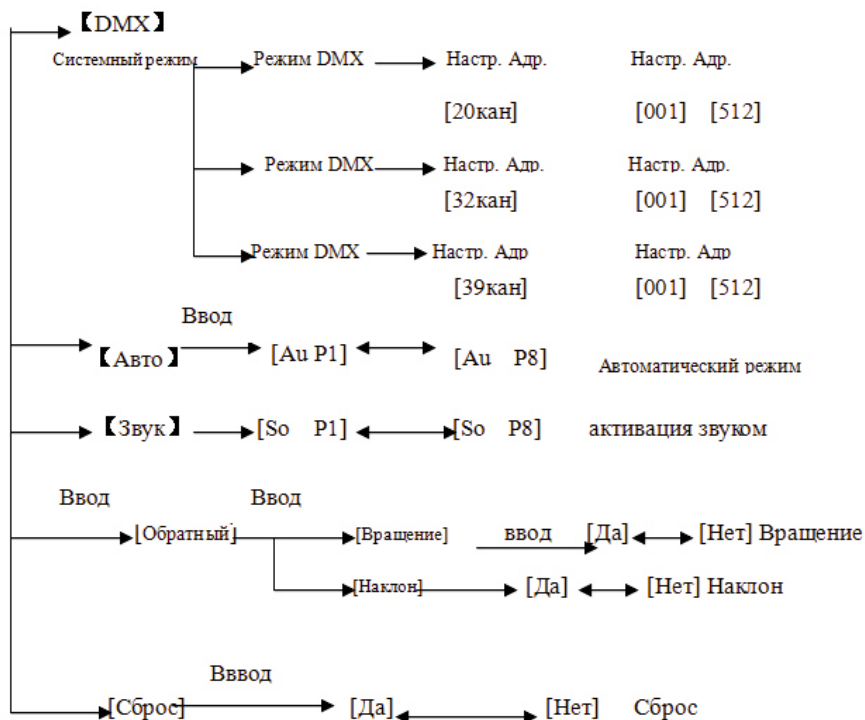 【DMX】
Системный режим
Режим DMX Настр. Адр. Настр. Адр.
[20кан] [001] [512]
Режим DMX Настр. Адр. Настр. Адр.
[32кан] [001] [512]
Режим DMX Настр. Адр Настр. Адр
[39кан] [001] [512]
Ввод
【Авто】 [Au P1] [Au P8] Автоматический режим
【Звук】 [So P1] [So P8] активация звуком
Ввод Ввод
[Обратный] [Вращение] ввод [Да] [Нет] Вращение
[Наклон] [Да] [Нет] Наклон
Вввод
[Сброс] [Да] [Нет] Сброс